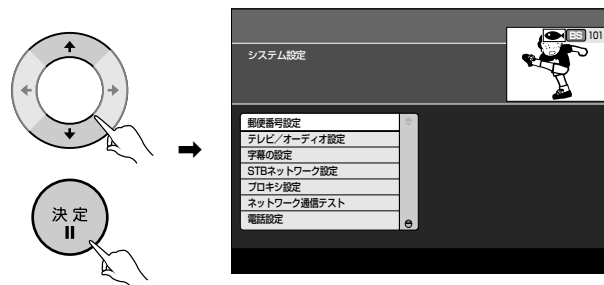 決定
BS 101
システム設定
郵便番号設定
テレビ/オーディオ設定
字幕の設定
STBネットワーク設定
プロキシ設定
ネットワーク通信テスト
電話設定